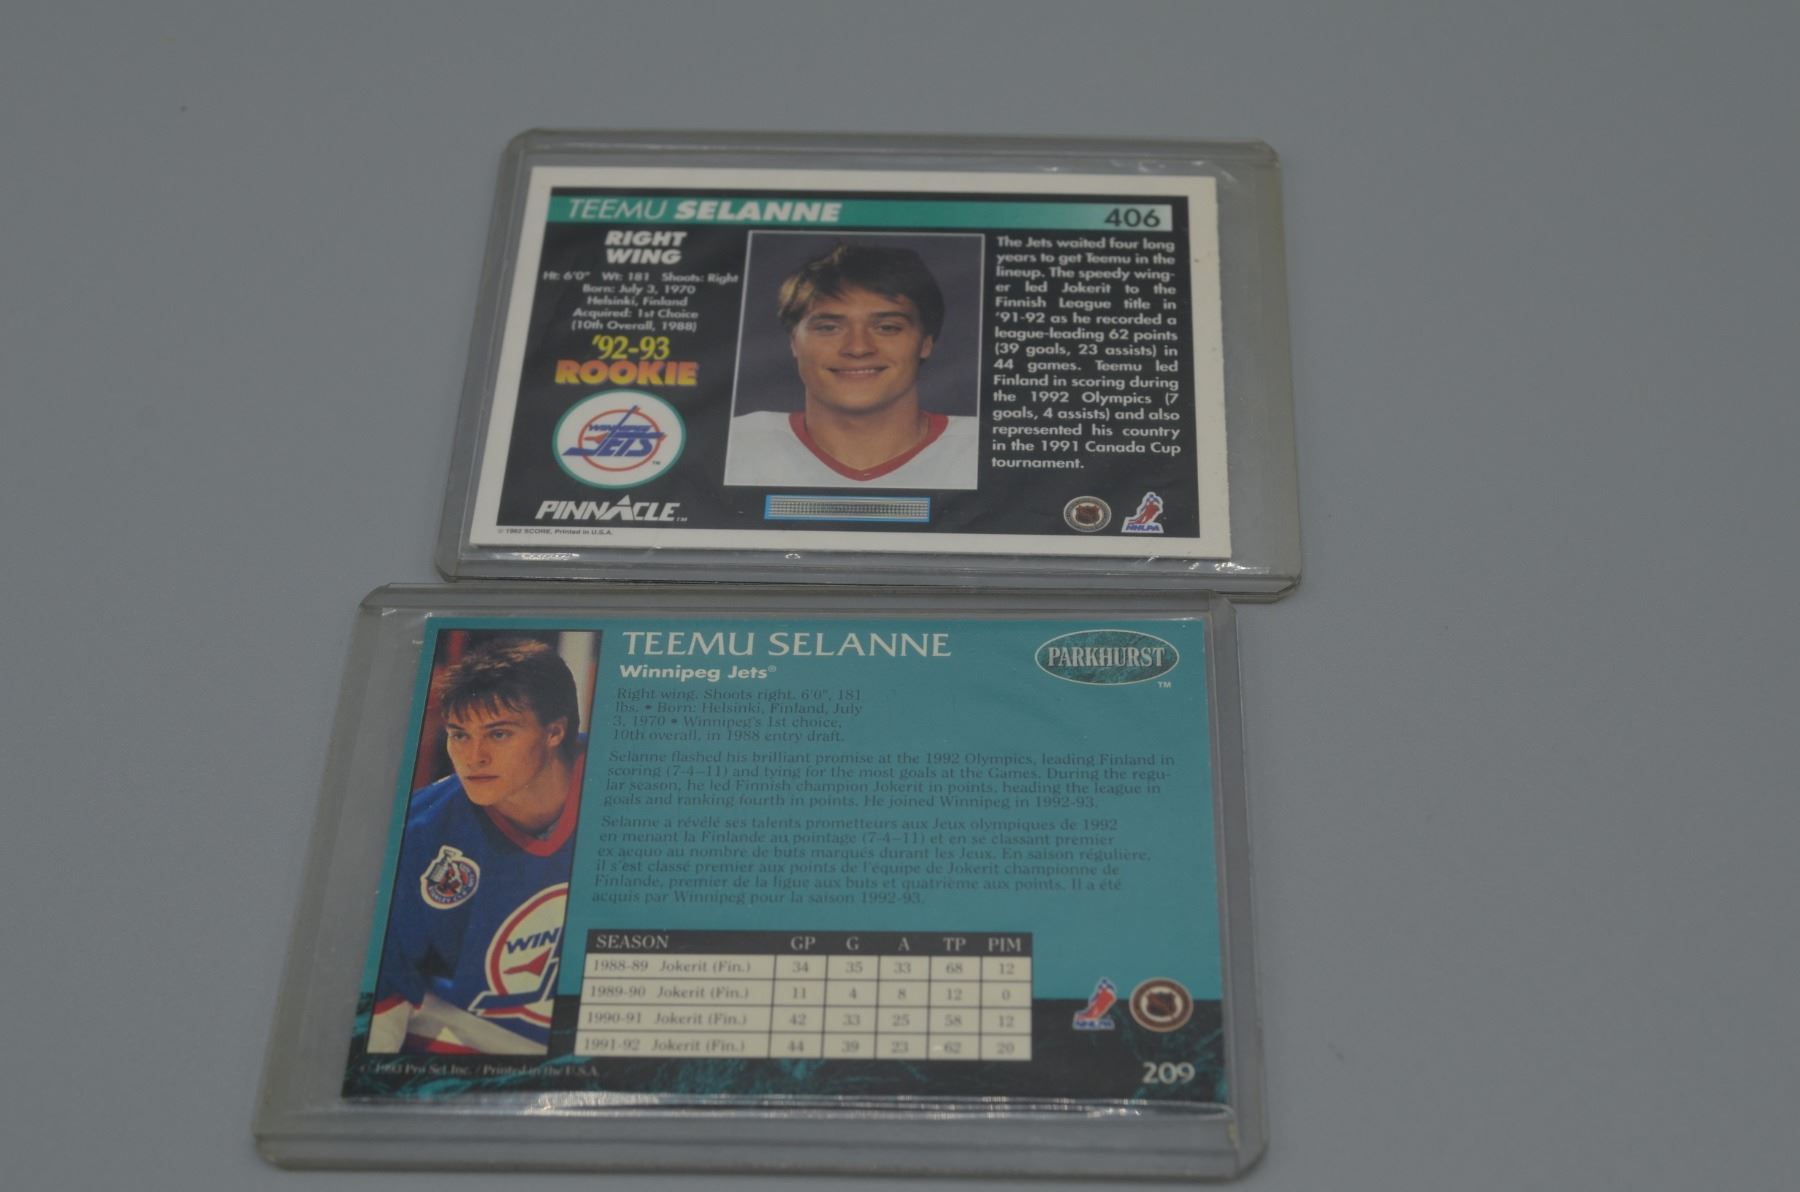 TEEMU SELANNE 406
RIGHT
WING
Ht: 6'0" Wt: 181 Shoots: Right
Born: July 3, 1970
Helsinki, Finland
Acquired: 1st Choice
(10th Overall, 1988)
'92-93
ROOKIE
WINNIPEG
JETS
TM
PINNACLE TM
© 1992 SCORE, Printed in U.S.A.
The Jets waited four long
years to get Teemu in the
lineup. The speedy wing-
er led Jokerit to the
Finnish League title in
'91-92 as he recorded a
league-leading 62 points
(39 goals, 23 assists) in
44 games. Teemu led
Finland in scoring during
the 1992 Olympics (7
goals, 4 assists) and also
represented his country
in the 1991 Canada Cup
tournament.
NHLPA
TEEMU SELANNE
Winnipeg Jets®
PARKHURST
TM
Right wing. Shoots right. 6'0", 181
lbs. • Born: Helsinki, Finland, July
3, 1970 • Winnipeg's 1st choice,
10th overall, in 1988 entry draft.
Selanne flashed his brilliant promise at the 1992 Olympics, leading Finland in
scoring (7-4—11) and tying for the most goals at the Games. During the regu-
lar season, he led Finnish champion Jokerit in points, heading the league in
goals and ranking fourth in points. He joined Winnipeg in 1992-93.
Selanne a révélé ses talents prometteurs aux Jeux olympiques de 1992
en menant la Finlande au pointage (7-4—11) et en se classant premier
ex acquo au nombre de buts marqués durant les Jeux. En saison régulière,
il s'est classé premier aux points de l'équipe de Jokerit championne de
Finlande, premier de la ligue aux buts et quatrième aux points. Il a été
acquis par Winnipeg pour la saison 1992-93.
WIN
SEASON GP G A TP PIM
1988-89 Jokerit (Fin.) 34 35 33 68 12
1989-90 Jokerit (Fin.) 11 4 8 12 0
1990-91 Jokerit (Fin.) 42 33 25 58 12
1991-92 Jokerit (Fin.) 44 39 23 62 20
NHLPA
© 1993 Pro Set Inc. / Printed in the U.S.A.
209